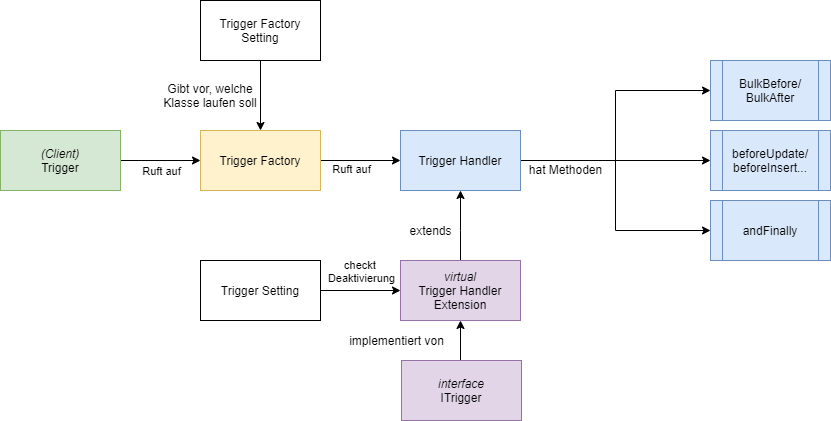 Trigger Factory
Setting
Gibt vor, welche
Klasse laufen soll
(Client)
Trigger
Ruft auf
Trigger Factory
Ruft auf
Trigger Handler
hat Methoden
BulkBefore/
BulkAfter
beforeUpdate/
beforeInsert...
andFinally
extends
Trigger Setting
checkt
Deaktivierung
virtual
Trigger Handler
Extension
implementiert von
interface
ITrigger